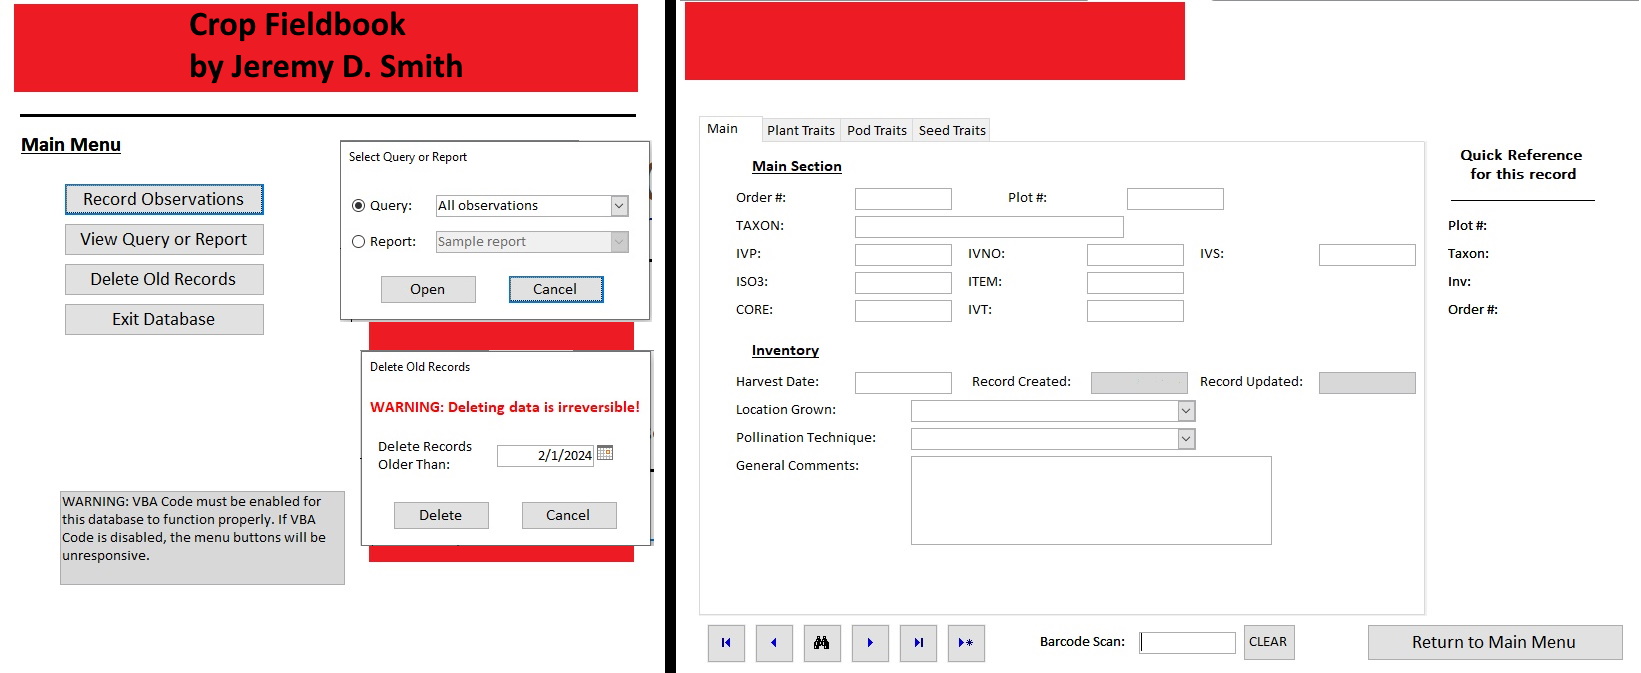 Crop Fieldbook
by Jeremy D. Smith
Main Menu
Record Observations
View Query or Report
Delete Old Records
Exit Database
WARNING: VBA Code must be enabled for
this database to function properly. If VBA
Code is disabled, the menu buttons will be
unresponsive.
Select Query or Report
Query: All observations
Report: Sample report
Open Cancel
Delete Old Records
WARNING: Deleting data is irreversible!
Delete Records
Older Than: 2/1/2024
Delete Cancel
Main Plant Traits Pod Traits Seed Traits
Main Section
Order #: Plot #:
TAXON:
IVP: IVNO: IVS:
ISO3: ITEM:
CORE: IVT:
Inventory
Harvest Date: Record Created: Record Updated:
Location Grown:
Pollination Technique:
General Comments:
Quick Reference
for this record
Plot #:
Taxon:
Inv:
Order #:
Barcode Scan: CLEAR Return to Main Menu